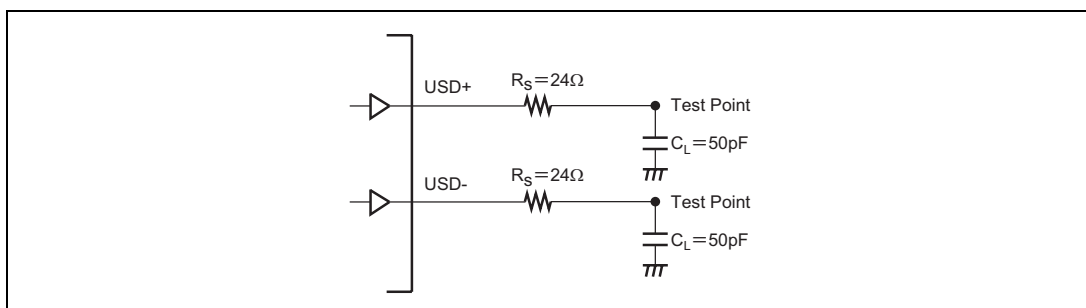 USD+
RS=24Ω
Test Point
CL=50pF
USD-
RS=24Ω
Test Point
CL=50pF